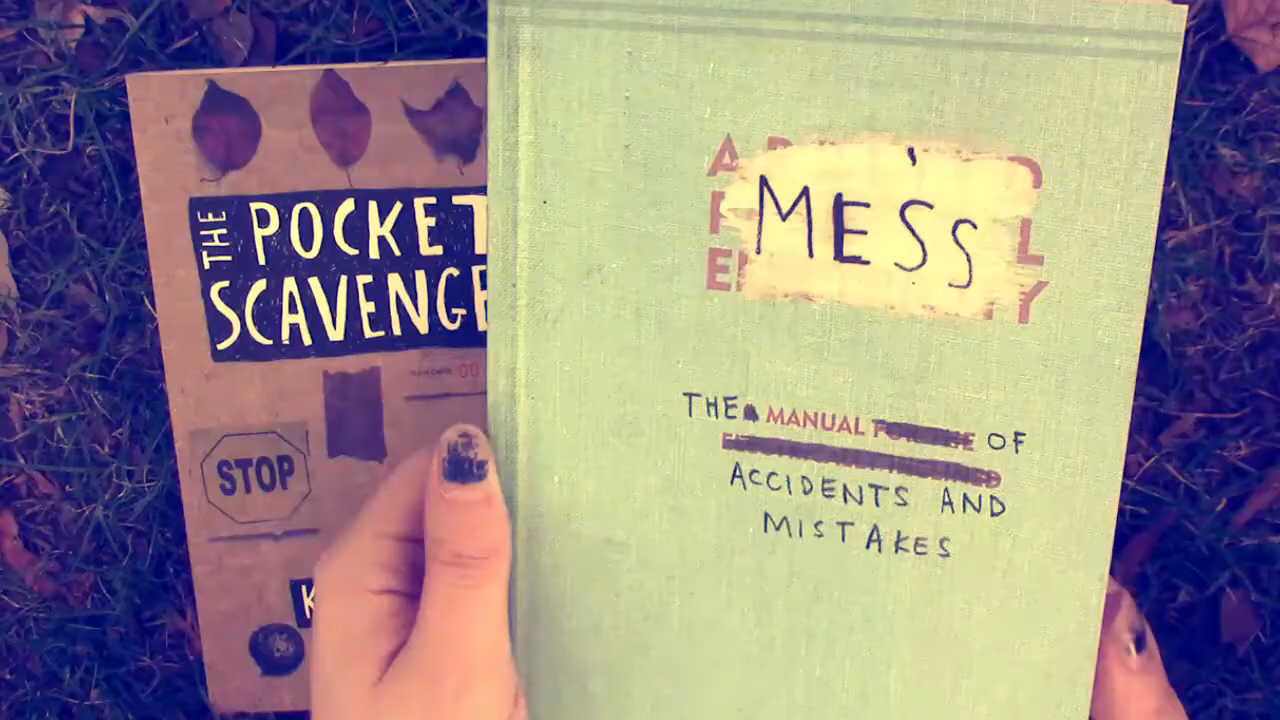 THE POCKET
SCAVENGE
STOP
K
MESS
THE MANUAL OF
ACCIDENTS AND
MISTAKES